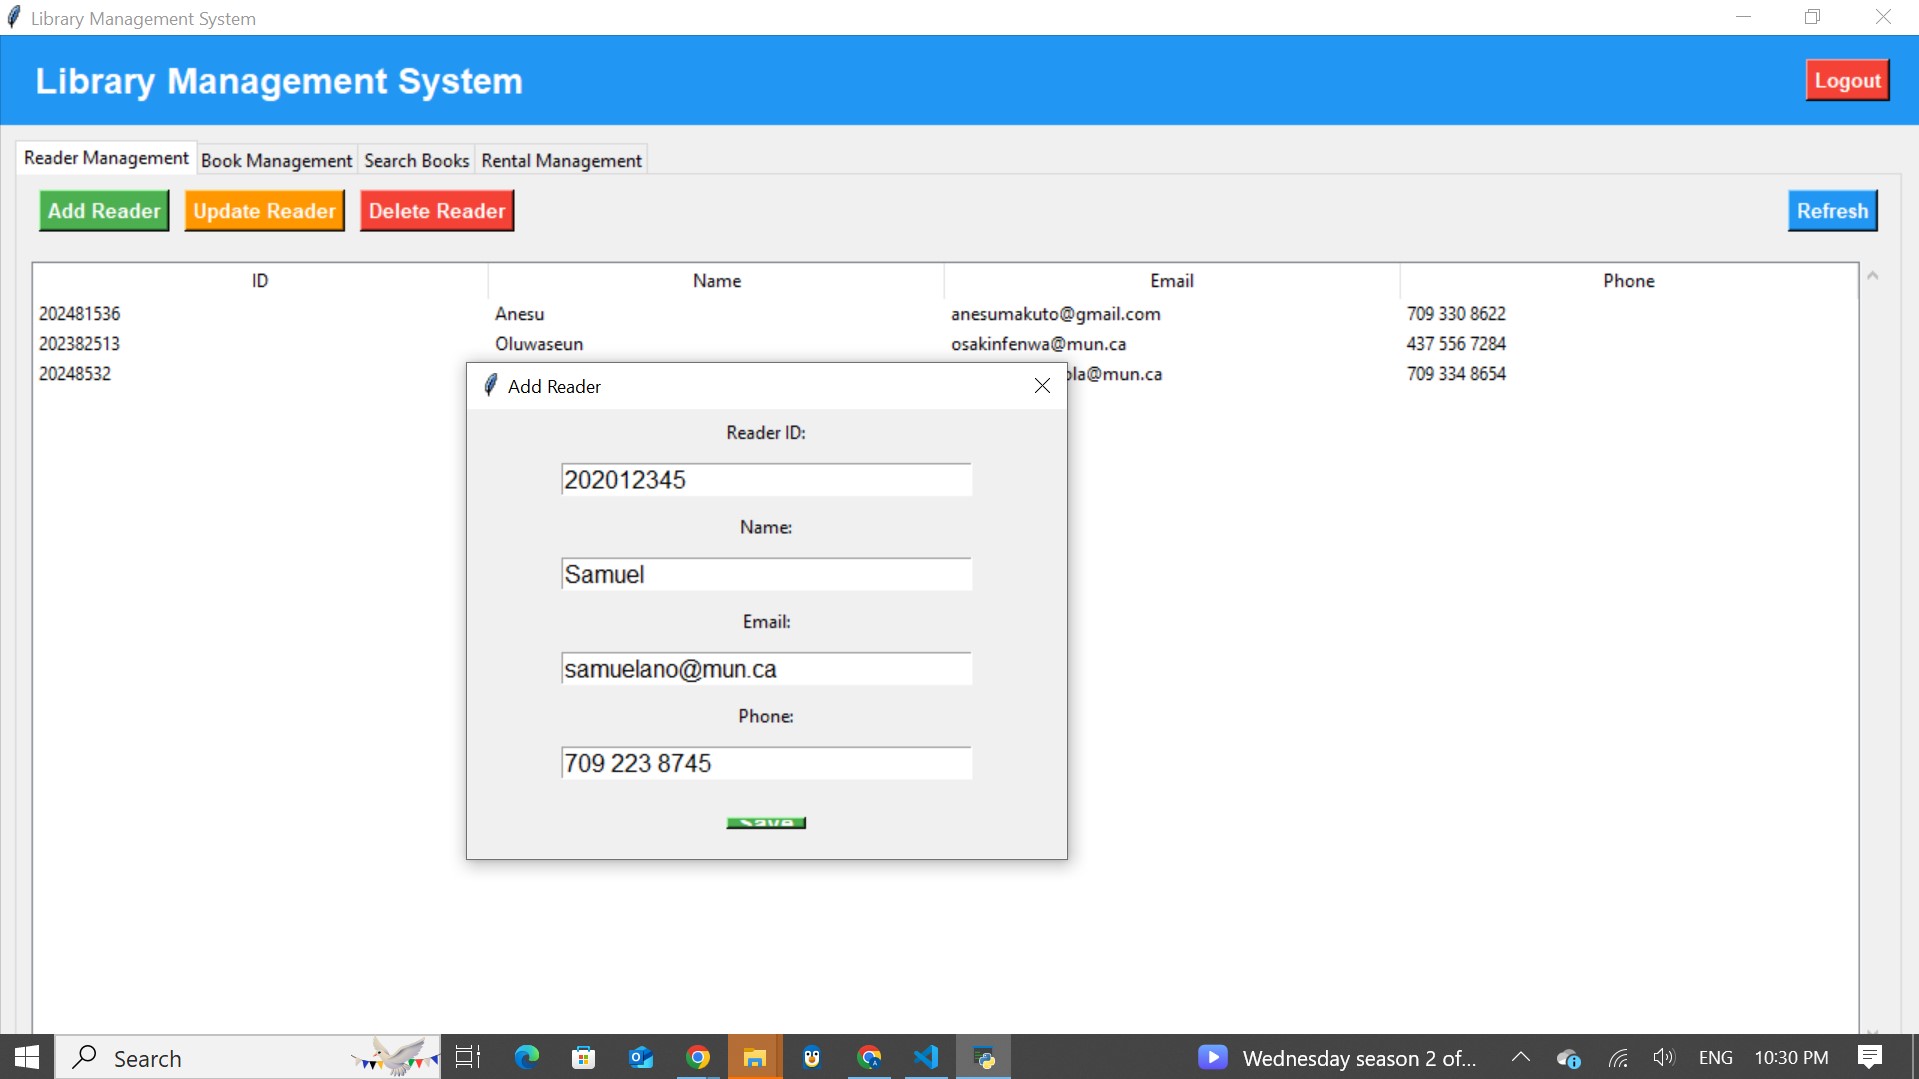 Library Management System
Library Management System
Logout
Reader Management Book Management Search Books Rental Management
Add Reader Update Reader Delete Reader Refresh
ID Name Email Phone
202481536 Anesu anesumakuto@gmail.com 709 330 8622
202382513 Oluwaseun osakinfenwa@mun.ca 437 556 7284
20248532 ola@mun.ca 709 334 8654
Add Reader
Reader ID:
202012345
Name:
Samuel
Email:
samuelano@mun.ca
Phone:
709 223 8745
Save
Search Wednesday season 2 of... ENG 10:30 PM